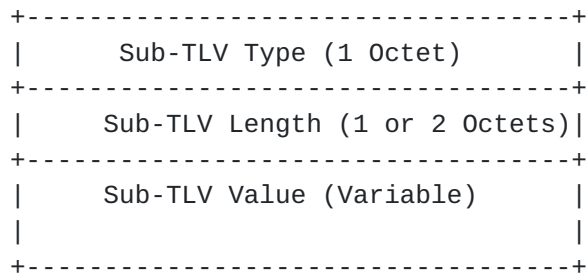 +-----------------------------------+
|      Sub-TLV Type (1 Octet)       |
+-----------------------------------+
|     Sub-TLV Length (1 or 2 Octets)|
+-----------------------------------+
|     Sub-TLV Value (Variable)      |
|                                   |
+-----------------------------------+